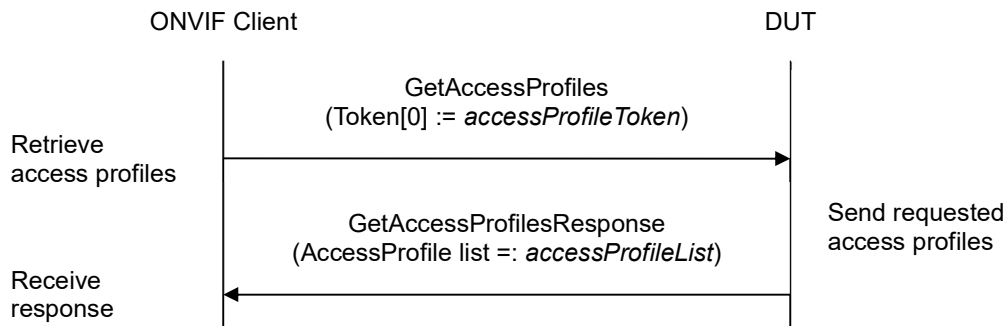 ONVIF Client
DUT
GetAccessProfiles
(Token[0] := accessProfileToken)
Retrieve
access profiles
GetAccessProfilesResponse
(AccessProfile list =: accessProfileList)
Send requested
access profiles
Receive
response